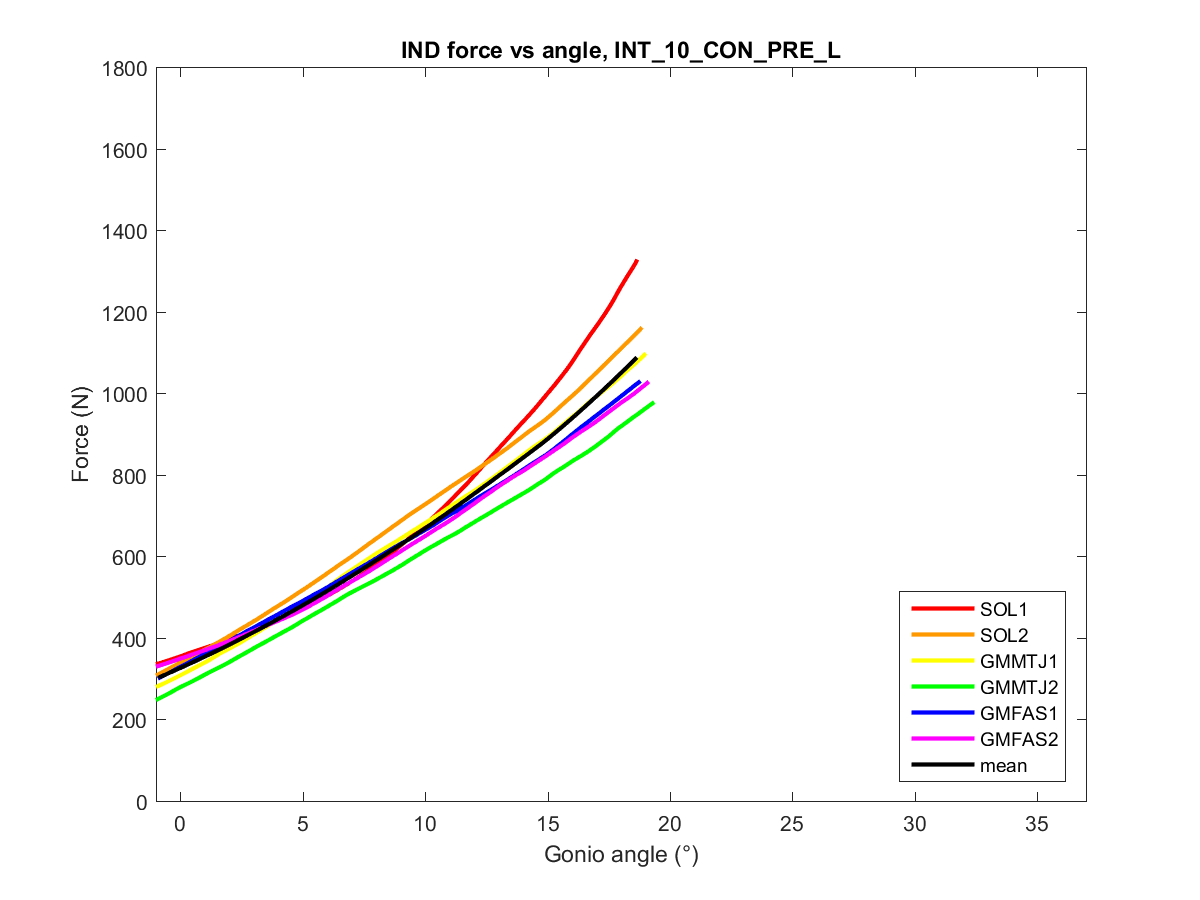 IND force vs angle, INT_10_CON_PRE_L
1800
1600
1400
1200
1000
800
600
400
200
0
Force (N)
SOL1
SOL2
GMMTJ1
GMMTJ2
GMFAS1
GMFAS2
mean
0 5 10 15 20 25 30 35
Gonio angle (°)